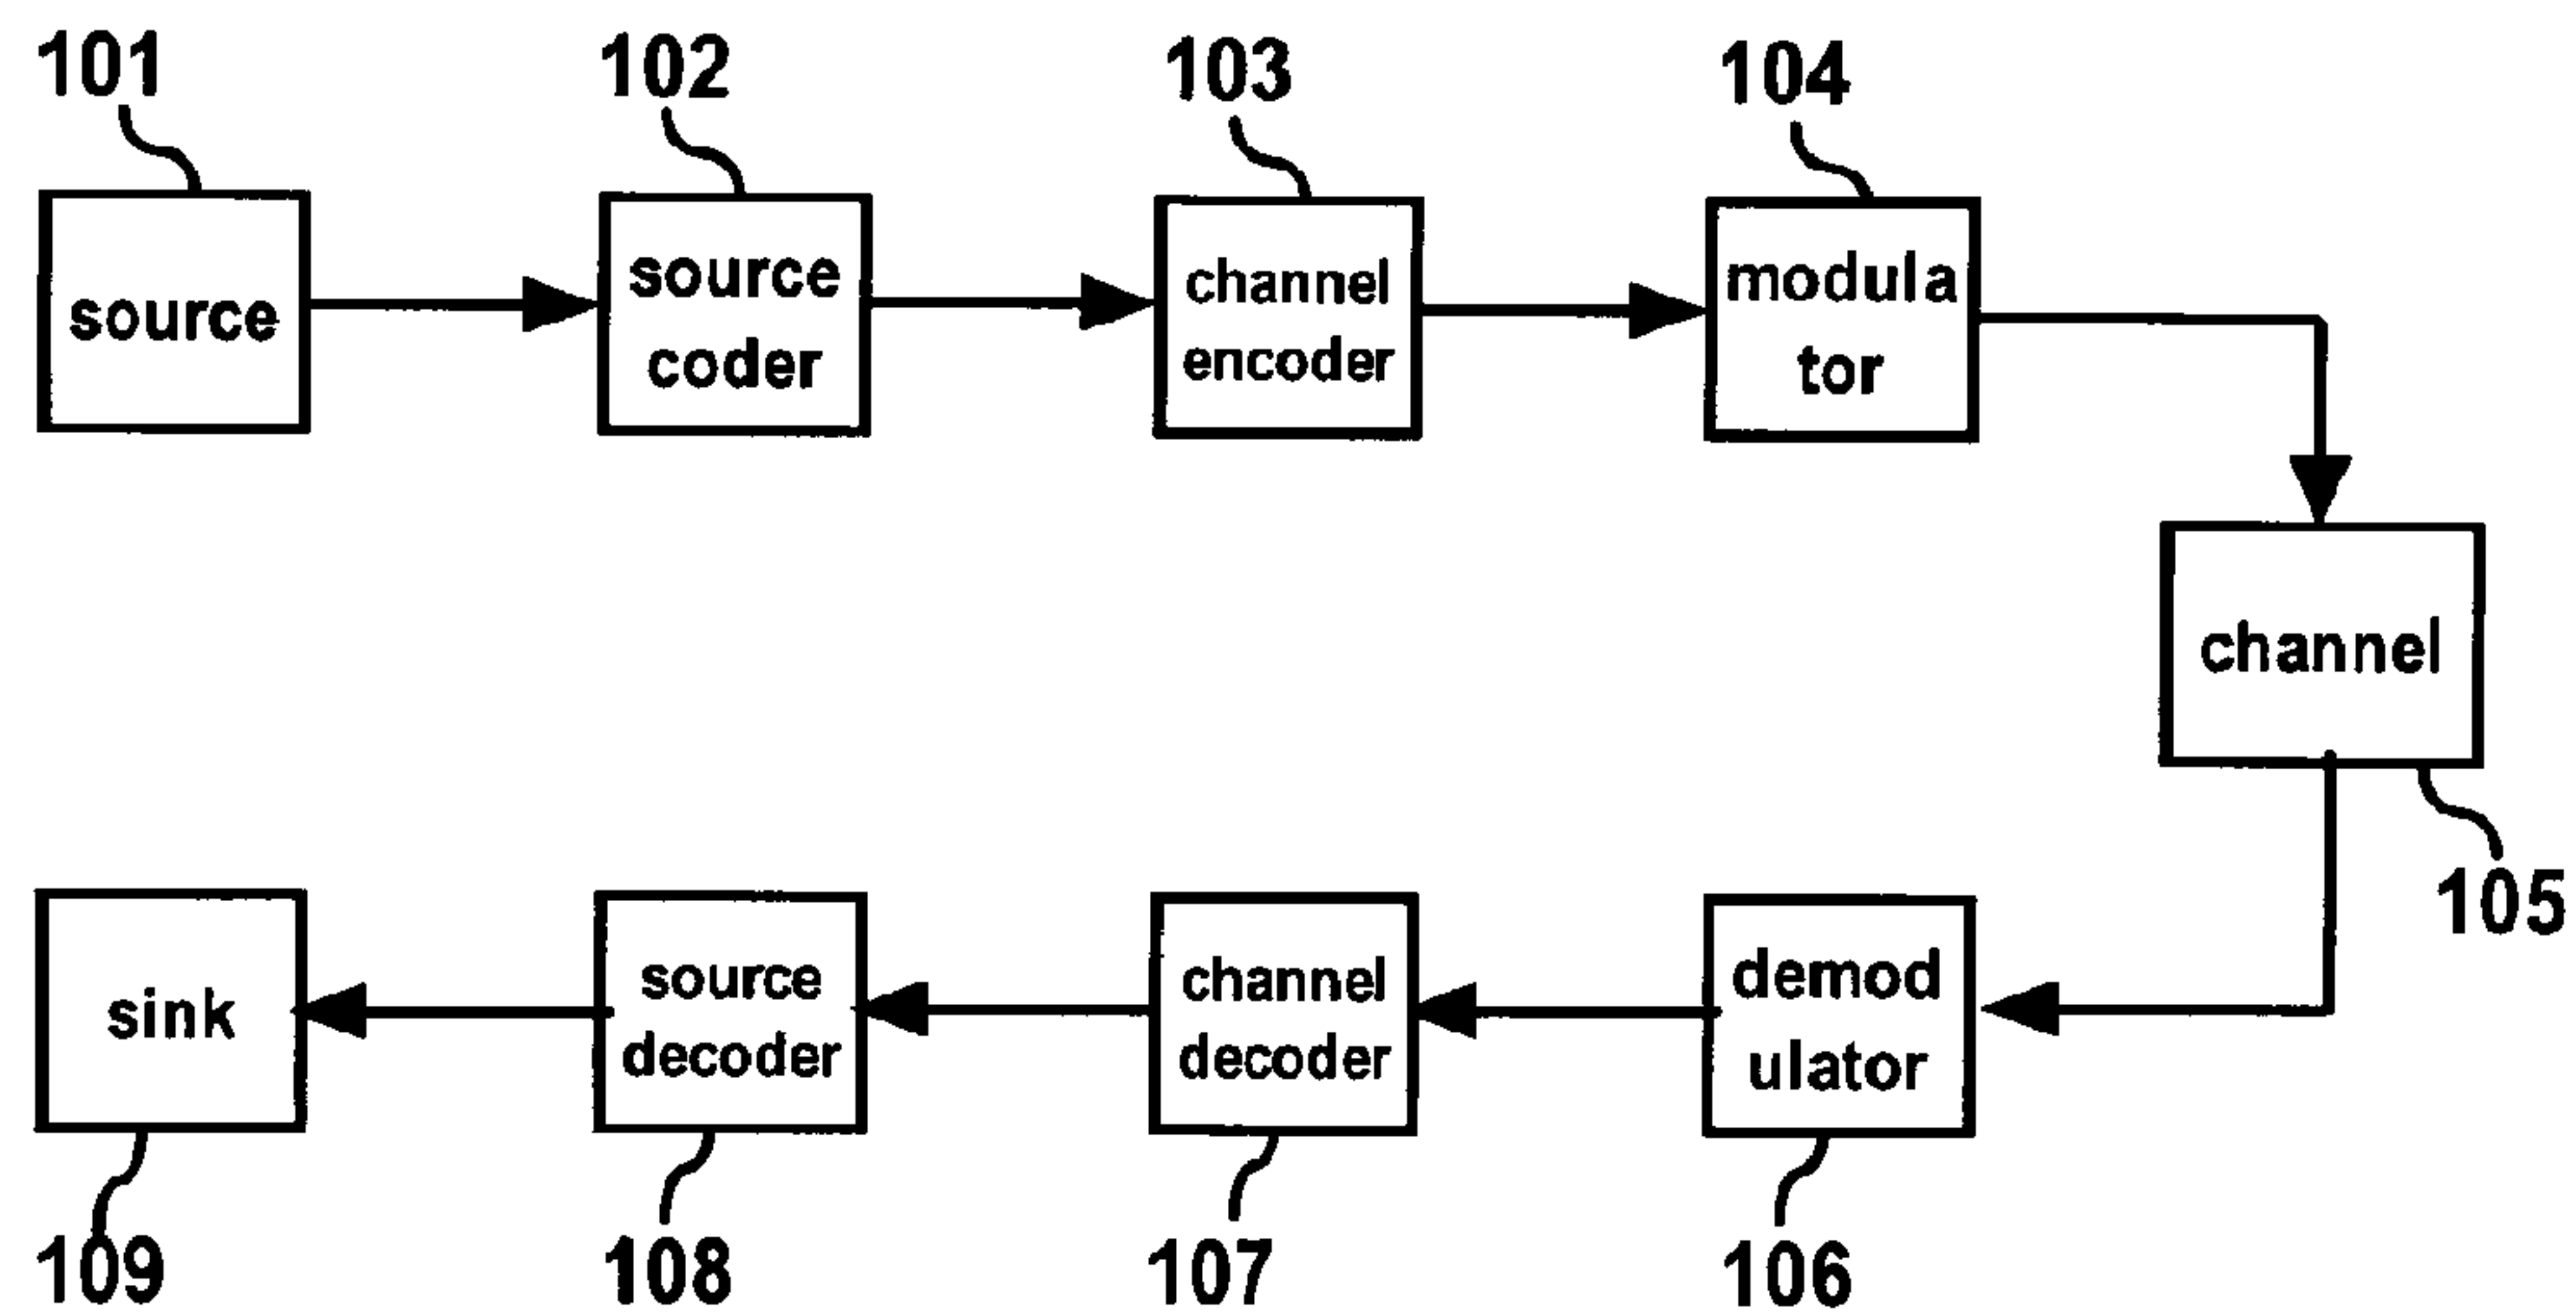 101
102
103
104
source
source
coder
channel
encoder
modula
tor
channel
105
sink
source
decoder
channel
decoder
demod
ulator
109
108
107
106